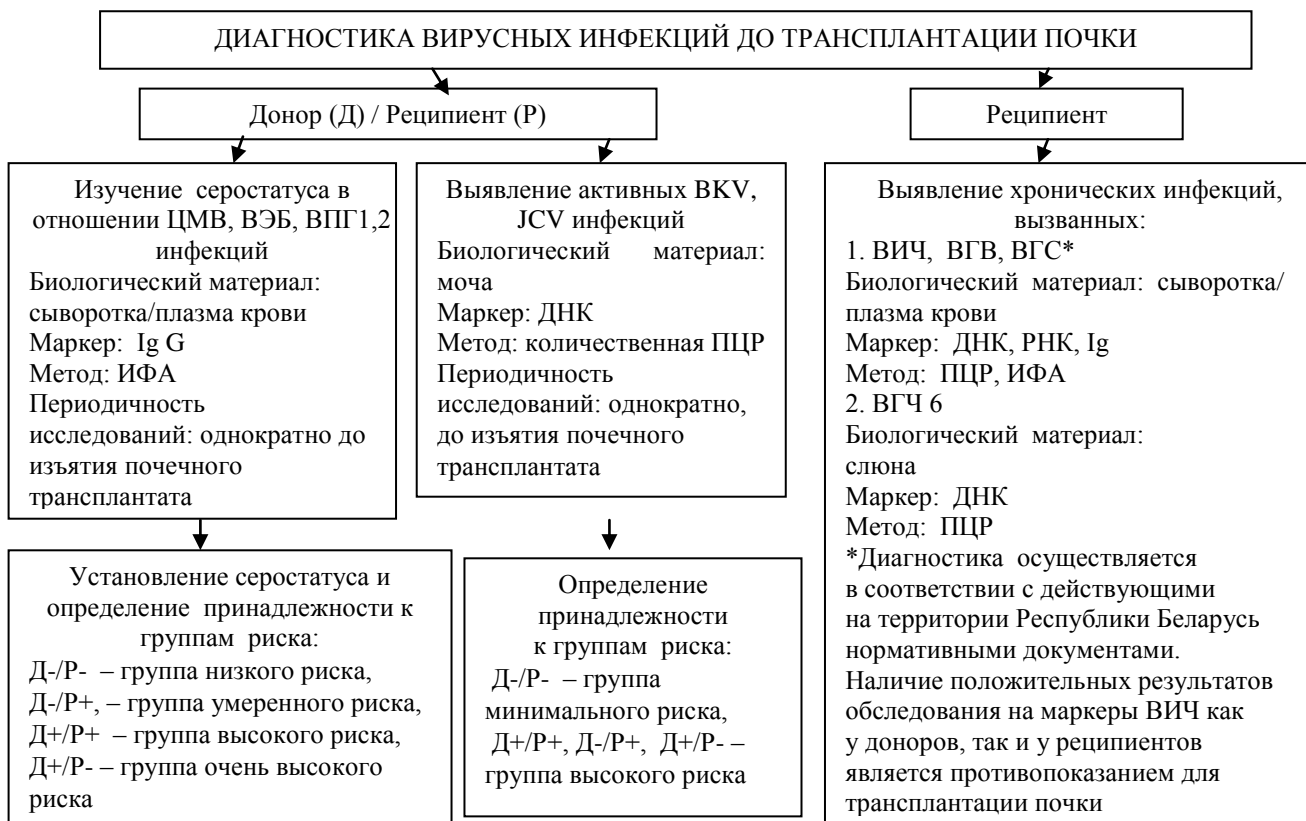 ДИАГНОСТИКА ВИРУСНЫХ ИНФЕКЦИЙ ДО ТРАНСПЛАНТАЦИИ ПОЧКИ
Донор (Д) / Реципиент (Р)
Реципиент
Изучение серостатуса в
отношении ЦМВ, ВЭБ, ВПГ1,2
инфекций
Биологический материал:
сыворотка/плазма крови
Маркер: Ig G
Метод: ИФА
Периодичность
исследований: однократно до
изъятия почечного
трансплантата
Выявление активных BKV,
JCV инфекций
Биологический материал:
моча
Маркер: ДНК
Метод: количественная ПЦР
Периодичность
исследований: однократно,
до изъятия почечного
трансплантата
Выявление хронических инфекций,
вызванных:
1. ВИЧ, ВГВ, ВГС*
Биологический материал: сыворотка/
плазма крови
Маркер: ДНК, РНК, Ig
Метод: ПЦР, ИФА
2. ВГЧ 6
Биологический материал:
слюна
Маркер: ДНК
Метод: ПЦР
*Диагностика осуществляется
в соответствии с действующими
на территории Республики Беларусь
нормативными документами.
Наличие положительных результатов
обследования на маркеры ВИЧ как
у доноров, так и у реципиентов
является противопоказанием для
трансплантации почки
Установление серостатуса и
определение принадлежности к
группам риска:
Д-/Р- – группа низкого риска,
Д-/Р+, – группа умеренного риска,
Д+/Р+ – группа высокого риска,
Д+/Р- – группа очень высокого
риска
Определение
принадлежности
к группам риска:
Д-/Р- – группа
минимального риска,
Д+/Р+, Д-/Р+, Д+/Р- –
группа высокого риска